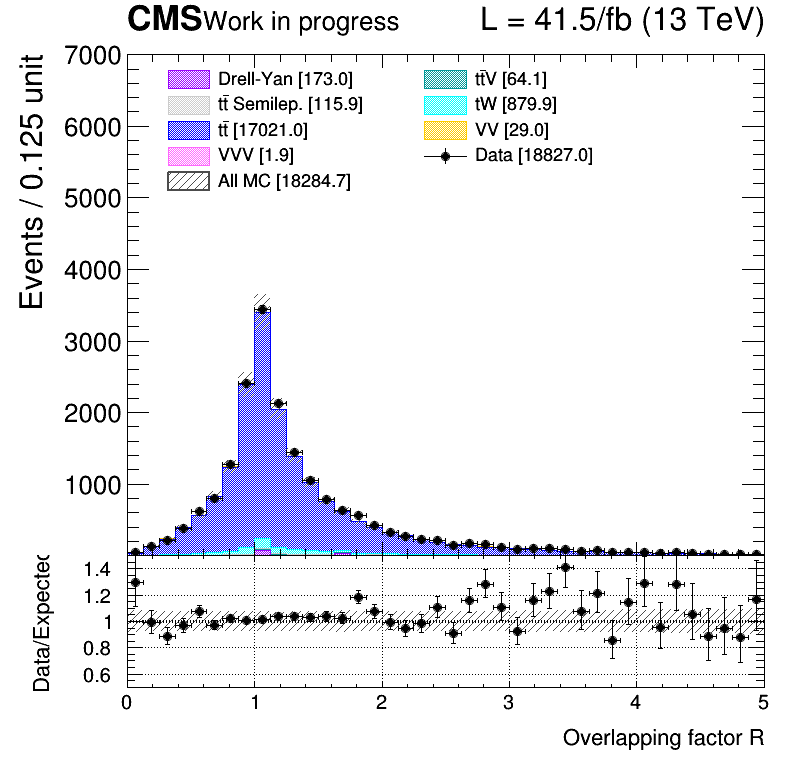 CMS Work in progress L = 41.5/fb (13 TeV)
Events / 0.125 unit
7000
6000
5000
4000
3000
2000
1000
Drell-Yan [173.0]
tt̄ Semilep. [115.9]
tt̄ [17021.0]
VVV [1.9]
All MC [18284.7]
tt̄V [64.1]
tW [879.9]
VV [29.0]
Data [18827.0]
Data/Expected
1.4
1.2
1
0.8
0.6
0 1 2 3 4 5
Overlapping factor R